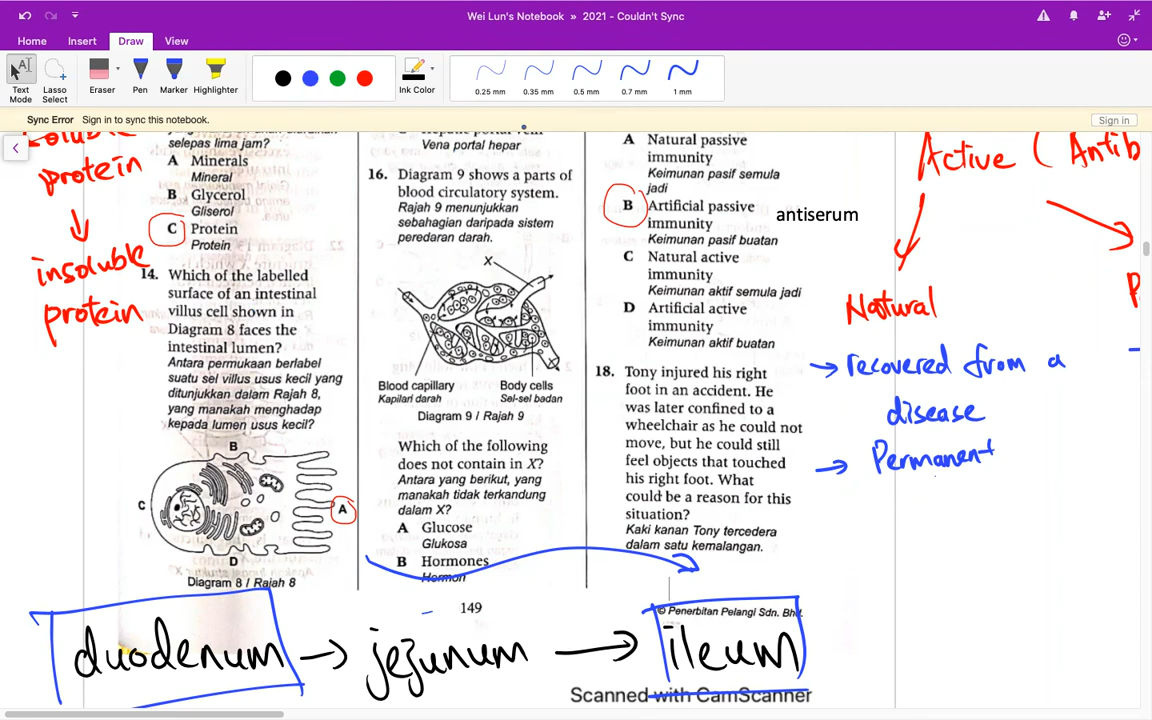 Wei Lun's Notebook » 2021 - Couldn't Sync
Home Insert Draw View
Text Mode
Lasso Select
Eraser
Pen
Marker
Highlighter
Ink Color
0.25 mm
0.35 mm
0.5 mm
0.7 mm
1 mm
Sync Error Sign in to sync this notebook.
Sign in
protein
insoluble
protein
selepas lima jam?
A Minerals
Mineral
B Glycerol
Gliserol
C Protein
Protein
14. Which of the labelled
surface of an intestinal
villus cell shown in
Diagram 8 faces the
intestinal lumen?
Antara permukaan berlabel
suatu sel villus usus kecil yang
ditunjukkan dalam Rajah 8,
yang manakah menghadap
kepada lumen usus kecil?
B
C
A
D
Diagram 8 / Rajah 8
Vena portal hepar
16. Diagram 9 shows a parts of
blood circulatory system.
Rajah 9 menunjukkan
sebahagian daripada sistem
peredaran darah.
X
Blood capillary
Kapilari darah
Body cells
Sel-sel badan
Diagram 9 / Rajah 9
Which of the following
does not contain in X?
Antara yang berikut, yang
manakah tidak terkandung
dalam X?
A Glucose
Glukosa
B Hormones
Hormon
149
A Natural passive
immunity
Keimunan pasif semula
jadi
B Artificial passive
immunity
Keimunan pasif buatan
C Natural active
immunity
Keimunan aktif semula jadi
D Artificial active
immunity
Keimunan aktif buatan
antiserum
18. Tony injured his right
foot in an accident. He
was later confined to a
wheelchair as he could not
move, but he could still
feel objects that touched
his right foot. What
could be a reason for this
situation?
Kaki kanan Tony tercedera
dalam satu kemalangan.
© Penerbitan Pelangi Sdn. Bhd.
Active ( Antib
Natural
→ recovered from a
disease
→ Permanent
duodenum → jejunum → ileum
Scanned with CamScanner